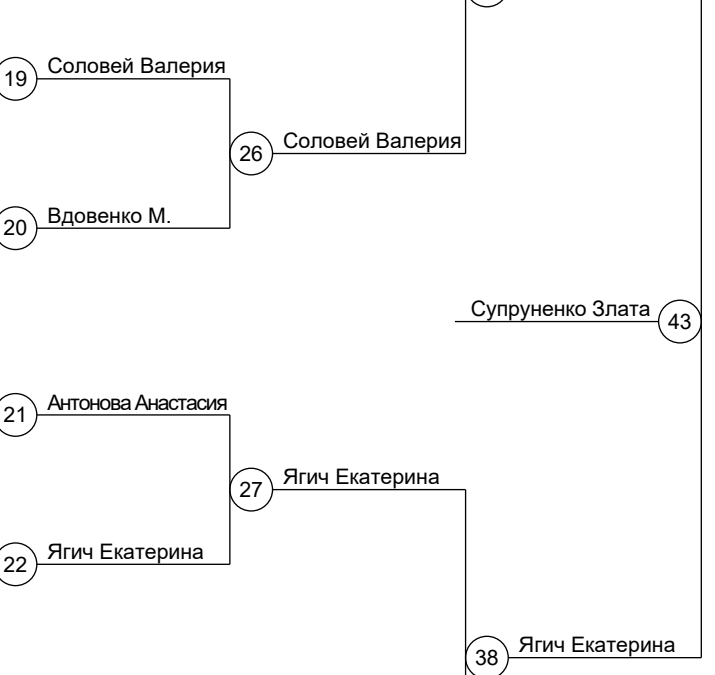 19 Соловей Валерия
26 Соловей Валерия
20 Вдовенко М.
Супруненко Злата 43
21 Антонова Анастасия
27 Ягич Екатерина
22 Ягич Екатерина
38 Ягич Екатерина